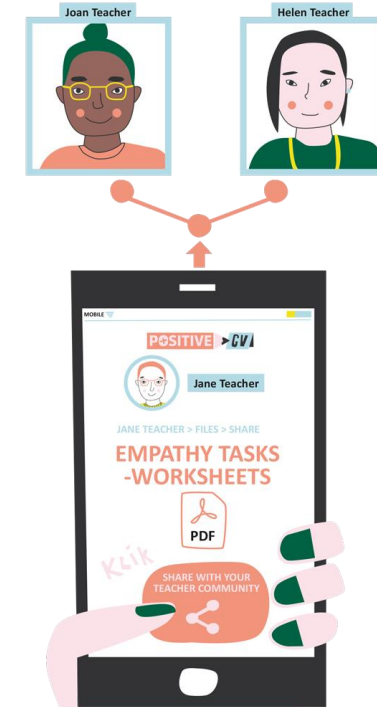 Joan Teacher
Helen Teacher
MOBILE
POSITIVE CV
Jane Teacher
JANE TEACHER > FILES > SHARE
EMPATHY TASKS
-WORKSHEETS
PDF
KLIK
SHARE WITH YOUR
TEACHER COMMUNITY